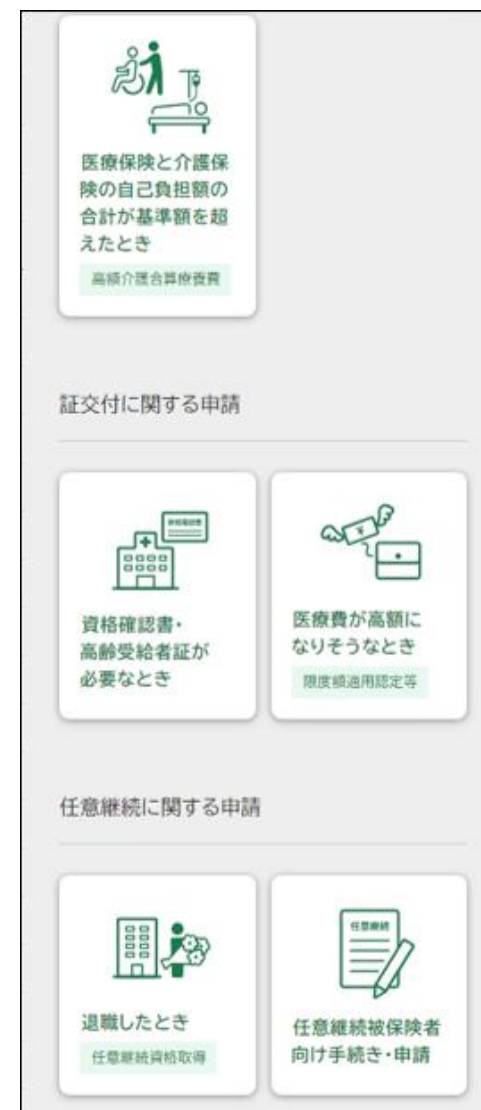 医療保険と介護保
険の自己負担額の
合計が基準額を超
えたとき
高額介護合算療養費
証交付に関する申請
資格確認書・
高齢受給者証が
必要なとき
¥
医療費が高額に
なりそうなとき
限度額適用認定等
任意継続に関する申請
退職したとき
任意継続資格取得
任意継続
任意継続被保険者
向け手続き・申請